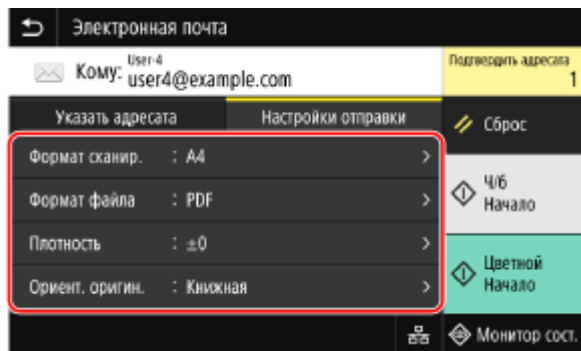 Электронная почта
Кому: User-4
user4@example.com
Подтвердить адресата
1
Указать адресата
Настройки отправки
Сброс
Формат сканир. : A4
Формат файла : PDF
Плотность : ±0
Ориент. оригин. : Книжная
Ч/б
Начало
Цветной
Начало
Монитор сост.